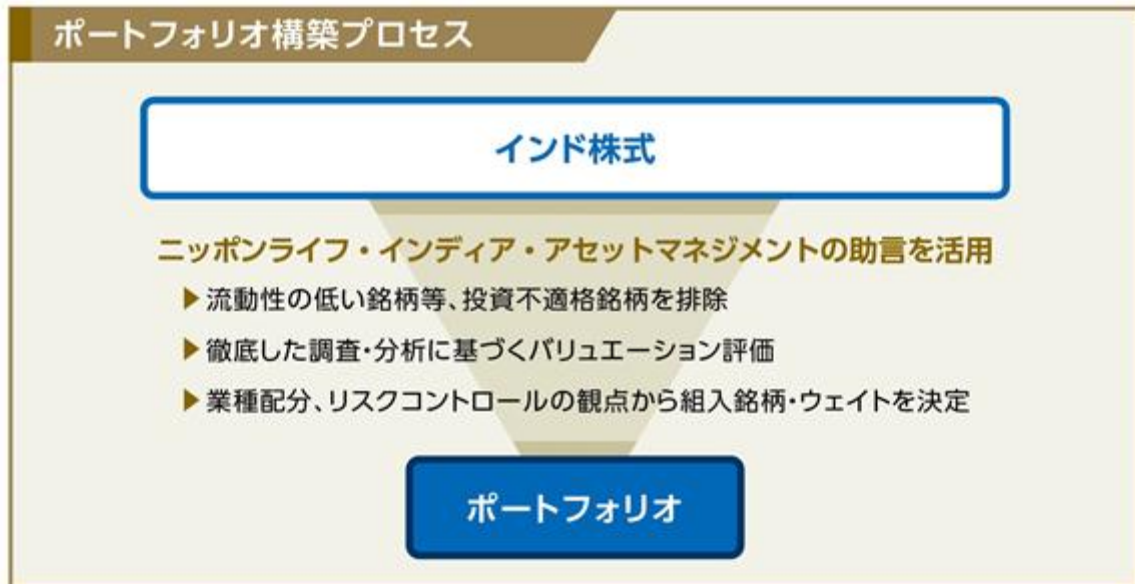 ポートフォリオ構築プロセス
インド株式
ニッポンライフ・インディア・アセットマネジメントの助言を活用
▶流動性の低い銘柄等、投資不適格銘柄を排除
▶徹底した調査・分析に基づくバリュエーション評価
▶業種配分、リスクコントロールの観点から組入銘柄・ウェイトを決定
ポートフォリオ